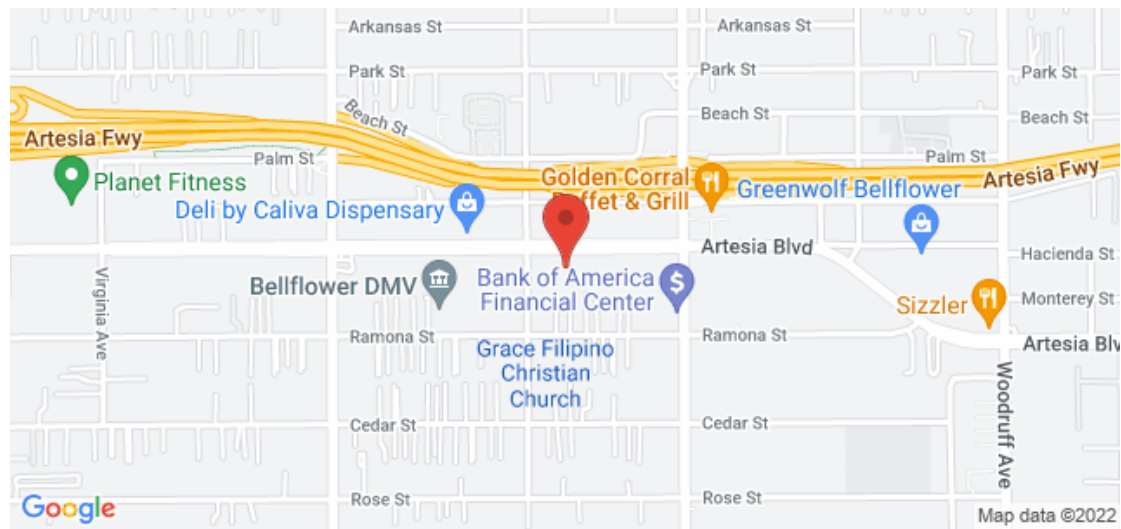 Arkansas St
Arkansas St
Park St
Park St
Park St
Beach St
Beach St
Beach St
Artesia Fwy
Palm St
Palm St
Artesia Fwy
Planet Fitness
Golden Corral
Buffet & Grill
Greenwolf Bellflower
Deli by Caliva Dispensary
Artesia Blvd
Hacienda St
Virginia Ave
Bellflower DMV
Bank of America
Financial Center
Sizzler
Monterey St
Ramona St
Ramona St
Artesia Blv
Grace Filipino
Christian
Church
Woodruff Ave
Cedar St
Cedar St
Rose St
Rose St
Google
Map data ©2022